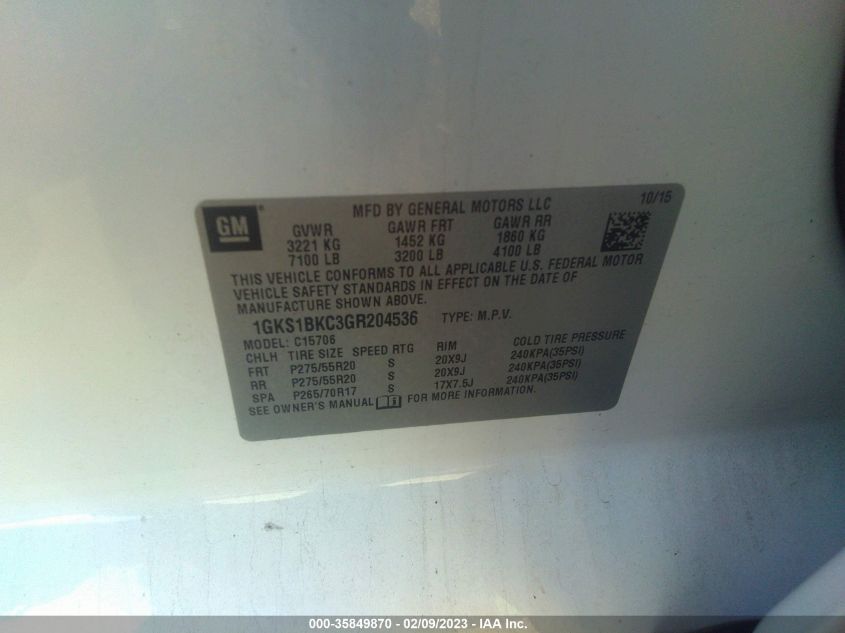 GM®
MFD BY GENERAL MOTORS LLC 10/15
GVWR GAWR FRT GAWR RR
3221 KG 1452 KG 1860 KG
7100 LB 3200 LB 4100 LB
THIS VEHICLE CONFORMS TO ALL APPLICABLE U.S. FEDERAL MOTOR
VEHICLE SAFETY STANDARDS IN EFFECT ON THE DATE OF
MANUFACTURE SHOWN ABOVE.
1GKS1BKC3GR204536 TYPE: M.P.V.
MODEL: C15706
CHLH TIRE SIZE SPEED RTG RIM COLD TIRE PRESSURE
FRT P275/55R20 S 20X9J 240KPA(35PSI)
RR P275/55R20 S 20X9J 240KPA(35PSI)
SPA P265/70R17 S 17X7.5J 240KPA(35PSI)
SEE OWNER'S MANUAL FOR MORE INFORMATION.
000-35849870 - 02/09/2023 - IAA Inc.